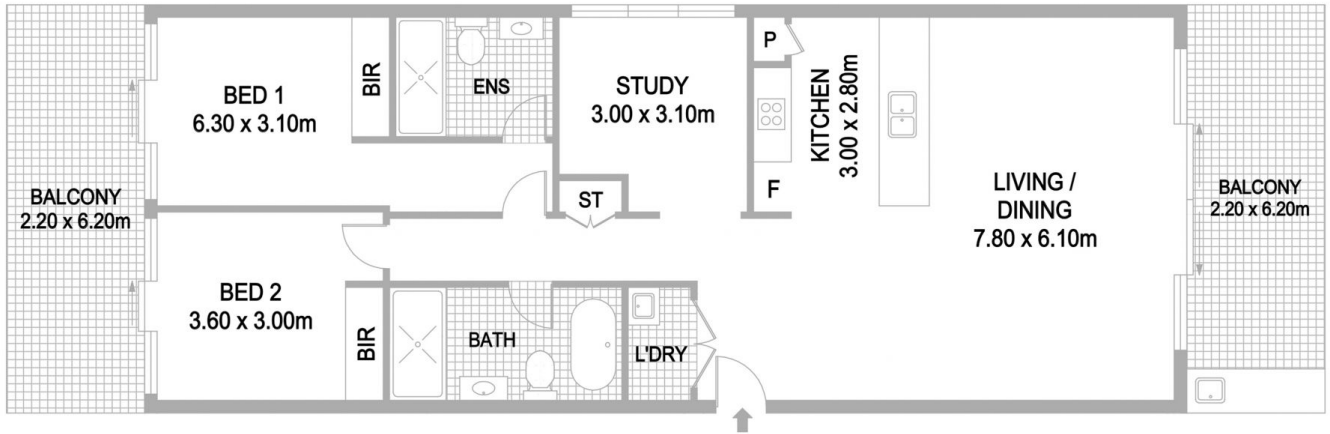 BED 1
6.30 x 3.10m
BIR
ENS
STUDY
3.00 x 3.10m
P
KITCHEN
3.00 x 2.80m
F
ST
BALCONY
2.20 x 6.20m
LIVING /
DINING
7.80 x 6.10m
BALCONY
2.20 x 6.20m
BED 2
3.60 x 3.00m
BIR
BATH
L'DRY